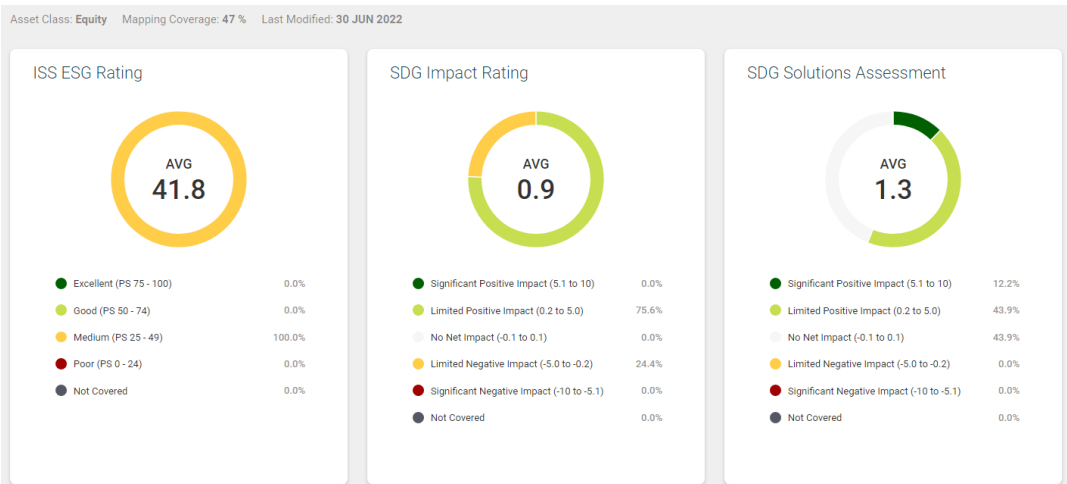 Asset Class: Equity Mapping Coverage: 47 % Last Modified: 30 JUN 2022
ISS ESG Rating
AVG
41.8
Excellent (PS 75 - 100) 0.0%
Good (PS 50 - 74) 0.0%
Medium (PS 25 - 49) 100.0%
Poor (PS 0 - 24) 0.0%
Not Covered 0.0%
SDG Impact Rating
AVG
0.9
Significant Positive Impact (5.1 to 10) 0.0%
Limited Positive Impact (0.2 to 5.0) 75.6%
No Net Impact (-0.1 to 0.1) 0.0%
Limited Negative Impact (-5.0 to -0.2) 24.4%
Significant Negative Impact (-10 to -5.1) 0.0%
Not Covered 0.0%
SDG Solutions Assessment
AVG
1.3
Significant Positive Impact (5.1 to 10) 12.2%
Limited Positive Impact (0.2 to 5.0) 43.9%
No Net Impact (-0.1 to 0.1) 43.9%
Limited Negative Impact (-5.0 to -0.2) 0.0%
Significant Negative Impact (-10 to -5.1) 0.0%
Not Covered 0.0%